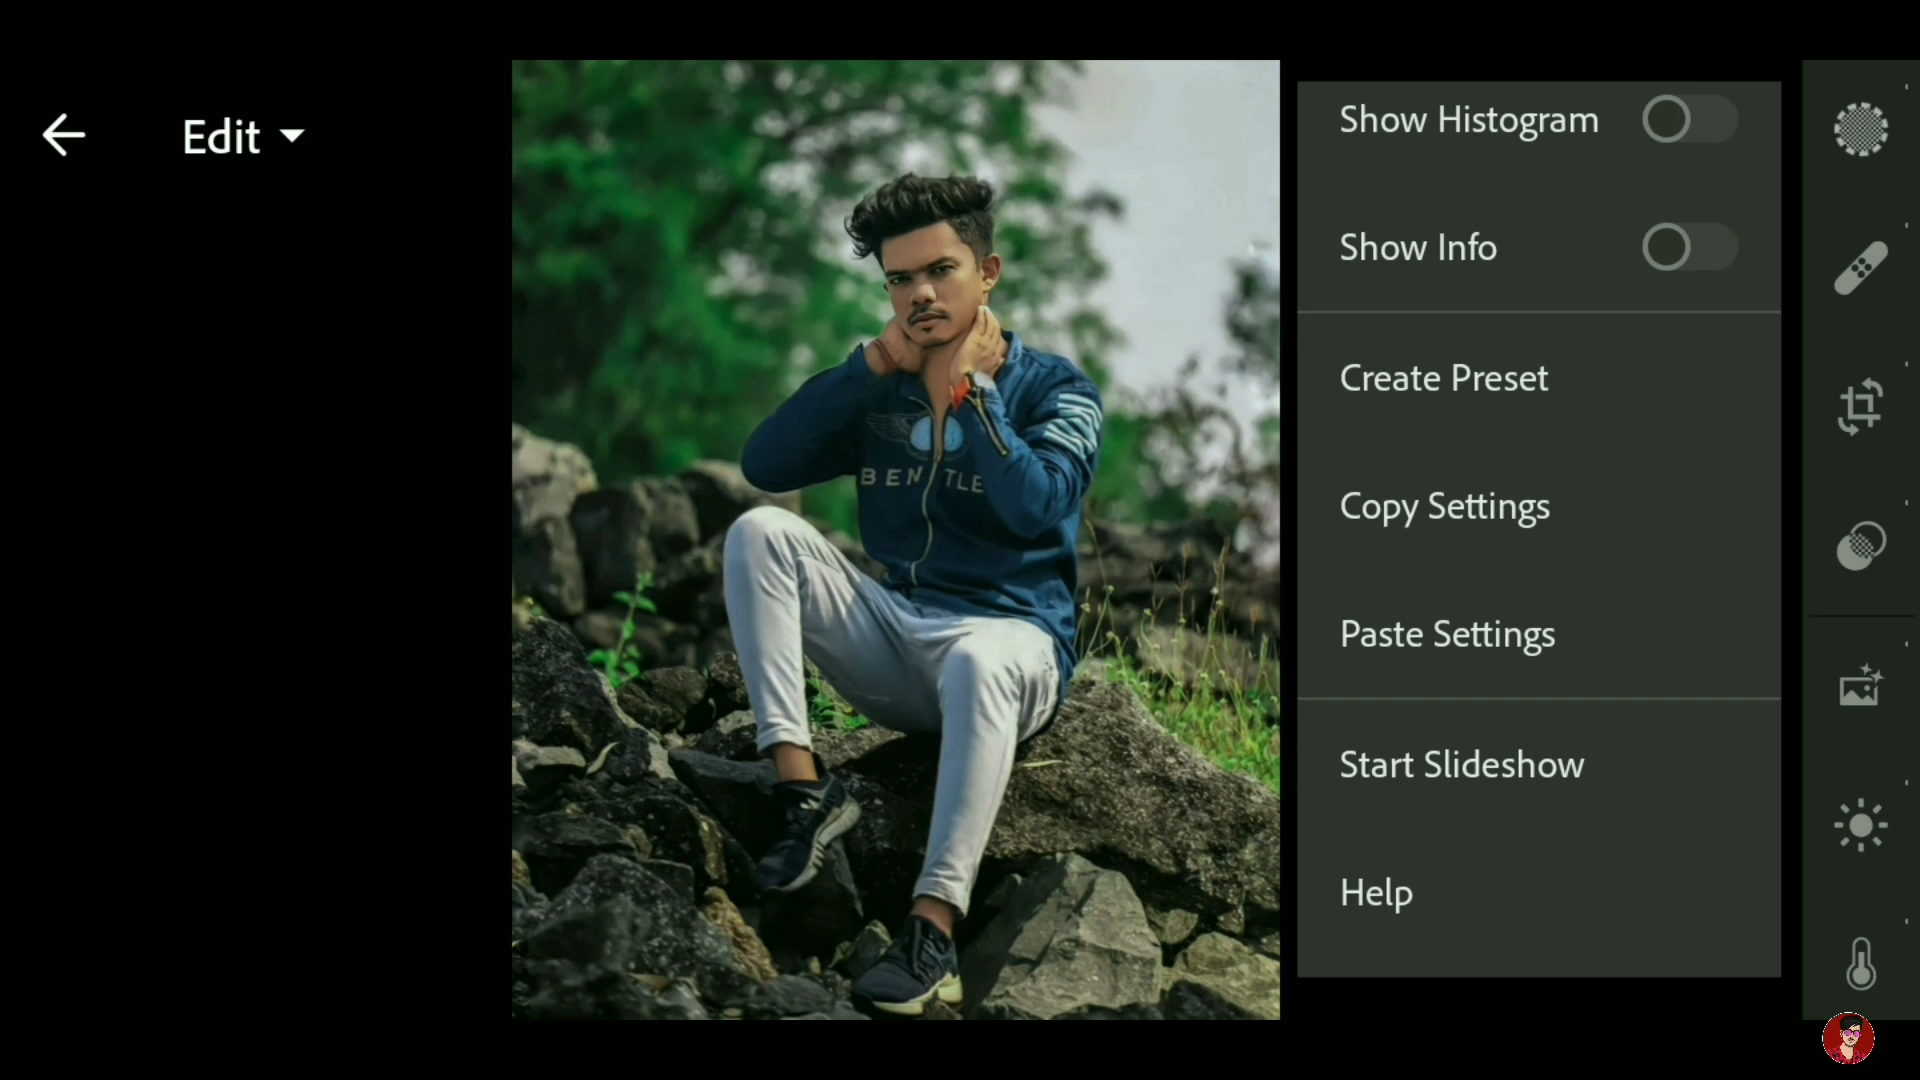 Edit
Show Histogram
Show Info
Create Preset
Copy Settings
Paste Settings
Start Slideshow
Help
BEN TLE